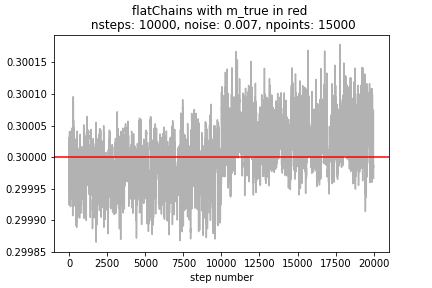 flatChains with m_true in red
nsteps: 10000, noise: 0.007, npoints: 15000
0.30015
0.30010
0.30005
0.30000
0.29995
0.29990
0.29985
0 2500 5000 7500 10000 12500 15000 17500 20000
step number